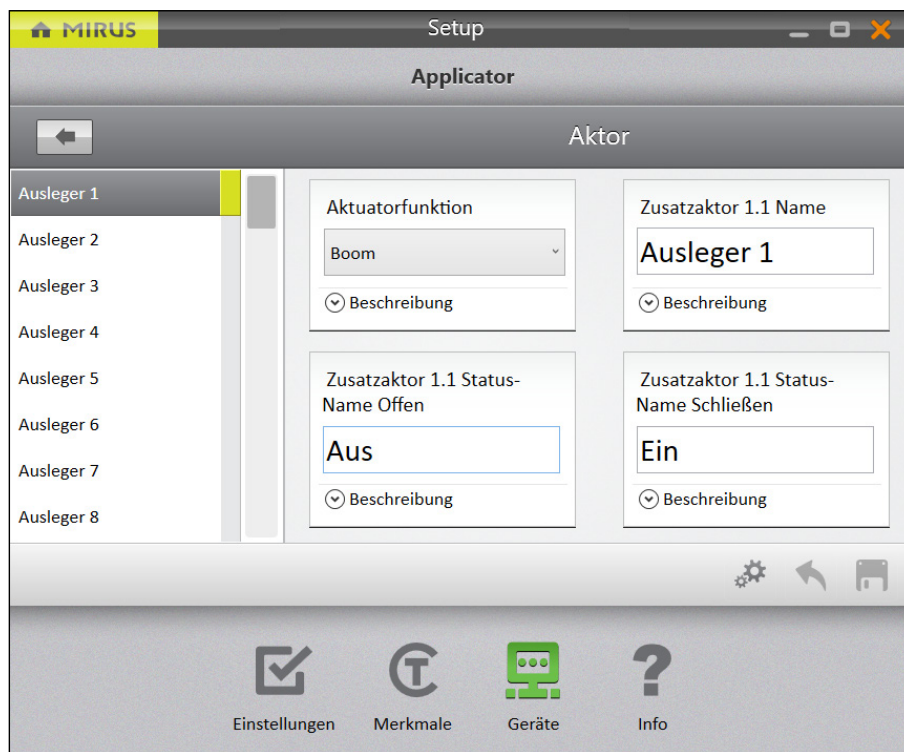 MIRUS
Setup
Applicator
Aktor
Ausleger 1
Ausleger 2
Ausleger 3
Ausleger 4
Ausleger 5
Ausleger 6
Ausleger 7
Ausleger 8
Aktuatorfunktion
Boom
Beschreibung
Zusatzaktor 1.1 Name
Ausleger 1
Beschreibung
Zusatzaktor 1.1 Status-
Name Offen
Aus
Beschreibung
Zusatzaktor 1.1 Status-
Name Schließen
Ein
Beschreibung
Einstellungen
Merkmale
Geräte
Info